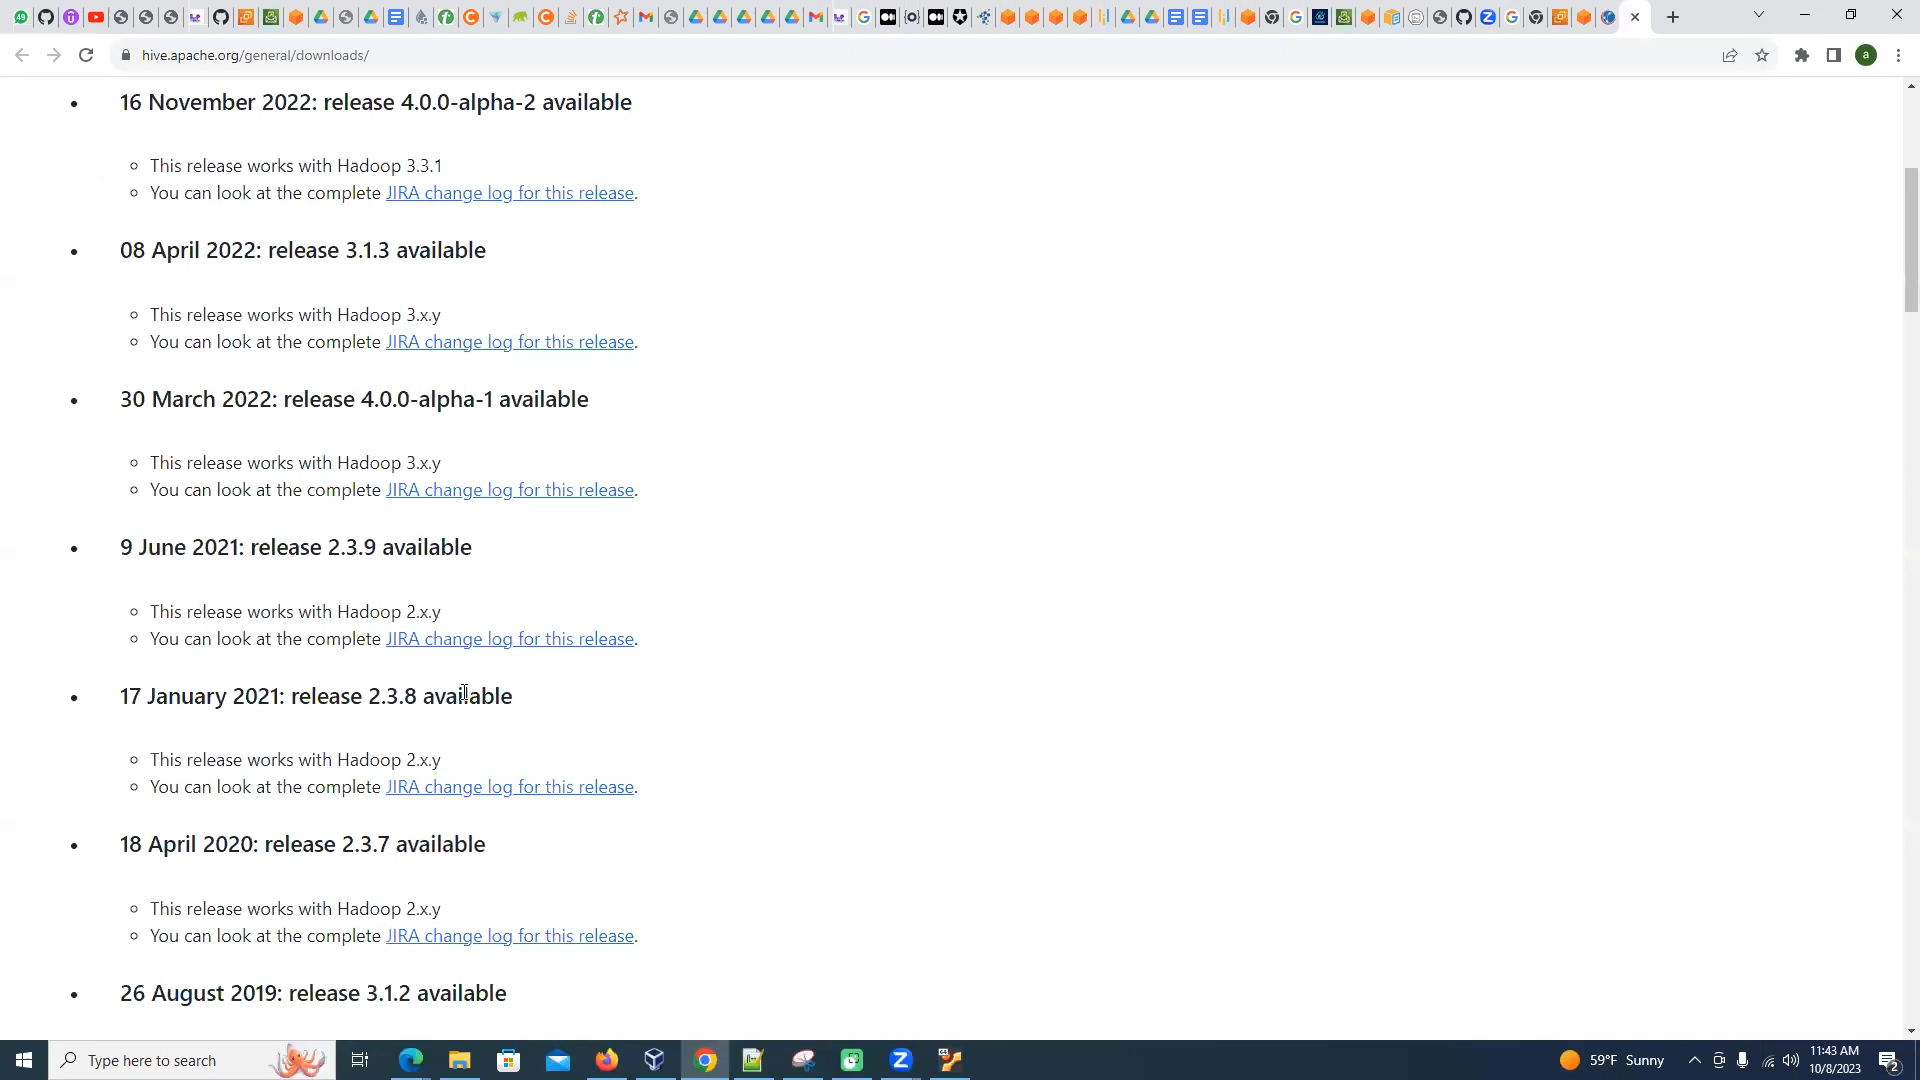 hive.apache.org/general/downloads/
a
16 November 2022: release 4.0.0-alpha-2 available
This release works with Hadoop 3.3.1
You can look at the complete JIRA change log for this release.
08 April 2022: release 3.1.3 available
This release works with Hadoop 3.x.y
You can look at the complete JIRA change log for this release.
30 March 2022: release 4.0.0-alpha-1 available
This release works with Hadoop 3.x.y
You can look at the complete JIRA change log for this release.
9 June 2021: release 2.3.9 available
This release works with Hadoop 2.x.y
You can look at the complete JIRA change log for this release.
17 January 2021: release 2.3.8 available
This release works with Hadoop 2.x.y
You can look at the complete JIRA change log for this release.
18 April 2020: release 2.3.7 available
This release works with Hadoop 2.x.y
You can look at the complete JIRA change log for this release.
26 August 2019: release 3.1.2 available
Type here to search
59°F Sunny
11:43 AM
10/8/2023
2